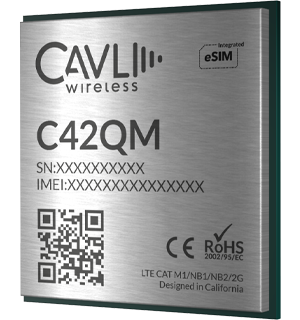 CAVLI
wireless
Integrated
eSIM
C42QM
SN:XXXXXXXXXX
IMEI:XXXXXXXXXXXXXXX
CE
RoHS
2002/95/EC
LTE CAT M1/NB1/NB2/2G
Designed in California